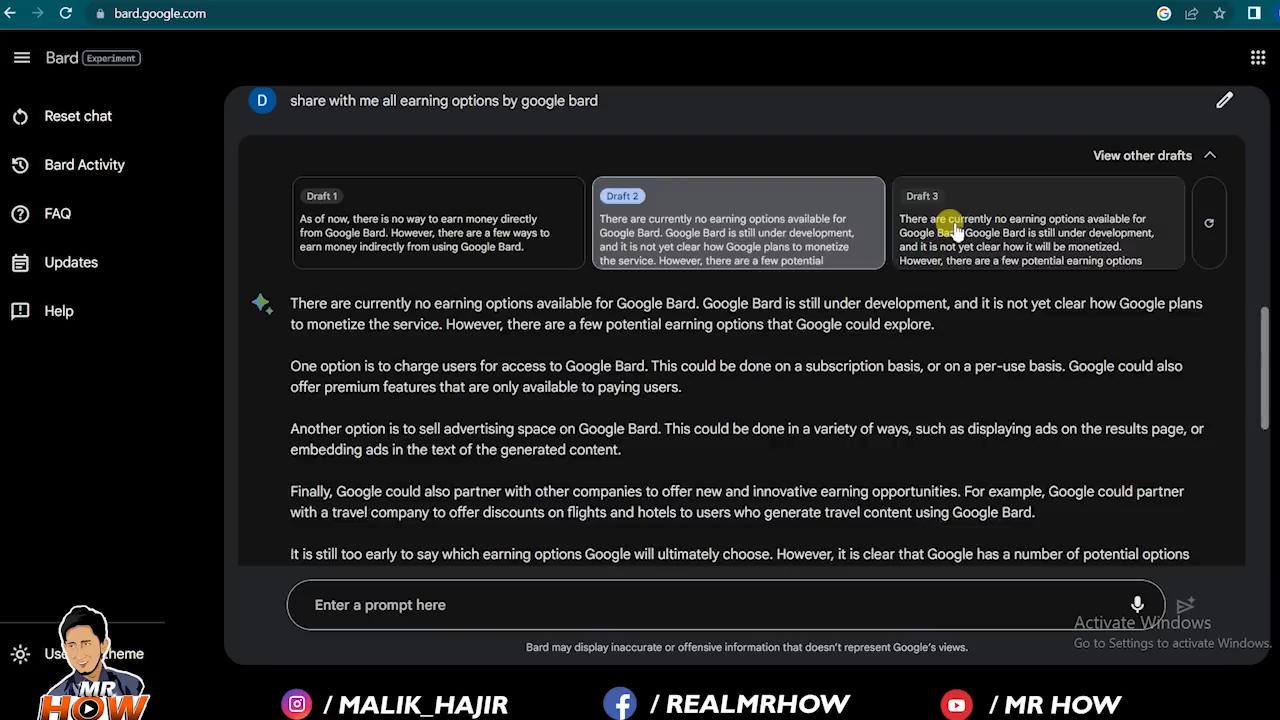 bard.google.com
Bard Experiment
Reset chat
Bard Activity
FAQ
Updates
Help
D share with me all earning options by google bard
View other drafts
Draft 1
As of now, there is no way to earn money directly
from Google Bard. However, there are a few ways to
earn money indirectly from using Google Bard.
Draft 2
There are currently no earning options available for
Google Bard. Google Bard is still under development,
and it is not yet clear how Google plans to monetize
the service. However, there are a few potential
Draft 3
There are currently no earning options available for
Google Bard. Google Bard is still under development,
and it is not yet clear how it will be monetized.
However, there are a few potential earning options
There are currently no earning options available for Google Bard. Google Bard is still under development, and it is not yet clear how Google plans
to monetize the service. However, there are a few potential earning options that Google could explore.
One option is to charge users for access to Google Bard. This could be done on a subscription basis, or on a per-use basis. Google could also
offer premium features that are only available to paying users.
Another option is to sell advertising space on Google Bard. This could be done in a variety of ways, such as displaying ads on the results page, or
embedding ads in the text of the generated content.
Finally, Google could also partner with other companies to offer new and innovative earning opportunities. For example, Google could partner
with a travel company to offer discounts on flights and hotels to users who generate travel content using Google Bard.
It is still too early to say which earning options Google will ultimately choose. However, it is clear that Google has a number of potential options
Enter a prompt here
Activate Windows
Go to Settings to activate Windows.
Bard may display inaccurate or offensive information that doesn't represent Google's views.
MR
HOW
/ MALIK_HAJIR
/ REALMRHOW
/ MR HOW